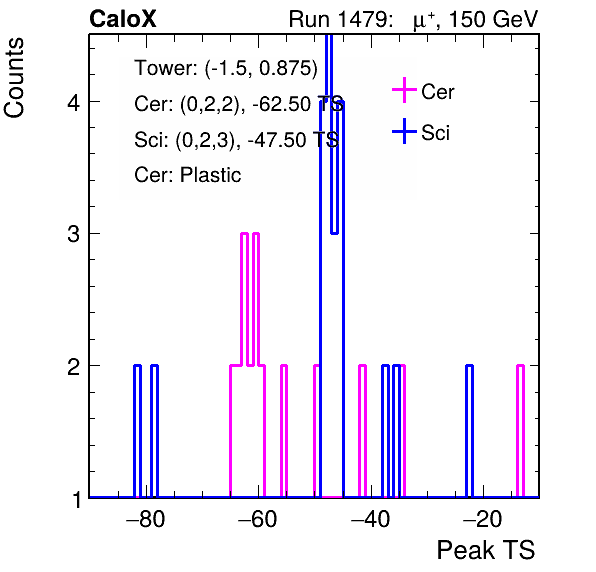 CaloX Run 1479: μ+, 150 GeV
Counts
Tower: (-1.5, 0.875)
Cer: (0,2,2), -62.50 TS
Sci: (0,2,3), -47.50 TS
Cer: Plastic
Cer
Sci
4
3
2
1
−80 −60 −40 −20
Peak TS